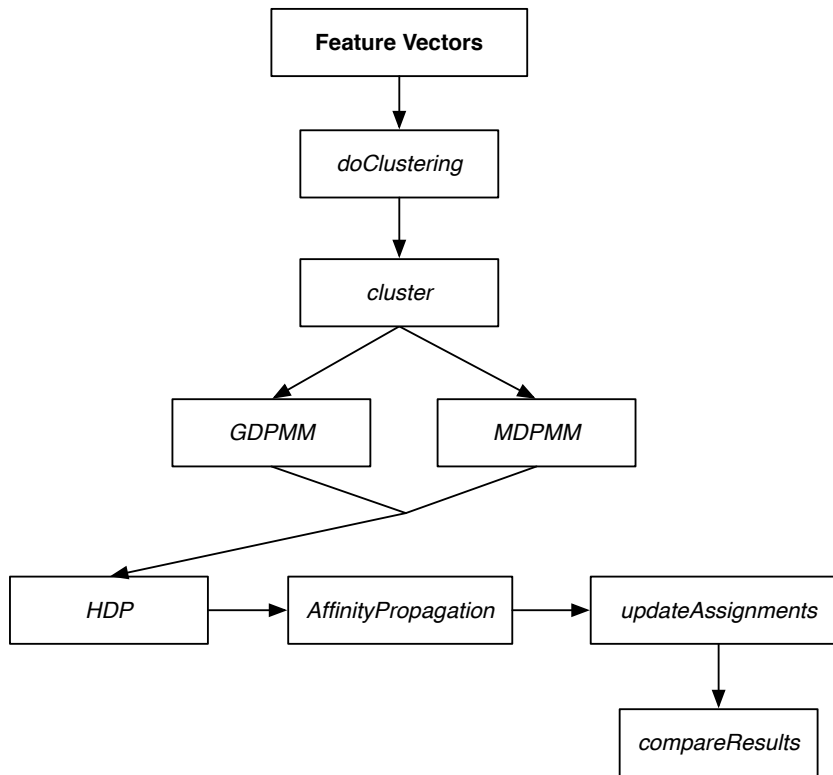 Feature Vectors
doClustering
cluster
GDPMM
MDPMM
HDP
AffinityPropagation
updateAssignments
compareResults